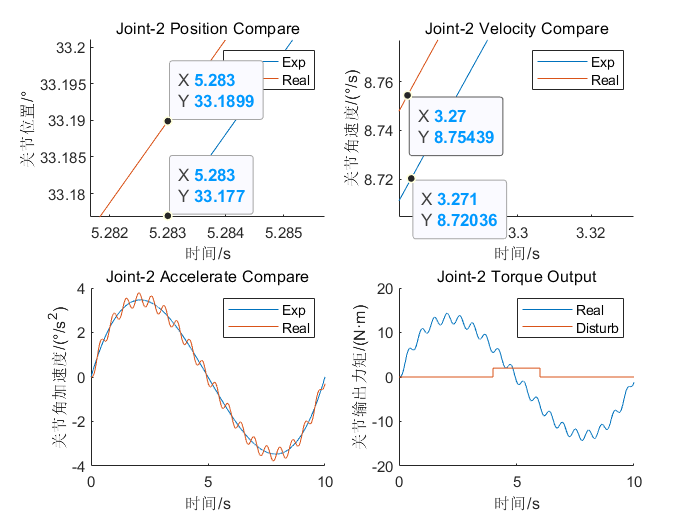 Joint-2 Position Compare
33.2
33.195
33.19
33.185
33.18
关节位置/°
Exp
Real
X 5.283
Y 33.1899
X 5.283
Y 33.177
5.282
5.283
5.284
5.285
时间/s
Joint-2 Velocity Compare
8.76
8.74
8.72
关节角速度/(°/s)
Exp
Real
X 3.27
Y 8.75439
X 3.271
Y 8.72036
3.3
3.32
时间/s
Joint-2 Accelerate Compare
4
2
0
-2
-4
关节角加速度/(°/s²)
Exp
Real
0
5
10
时间/s
Joint-2 Torque Output
20
10
0
-10
-20
关节输出力矩/(N·m)
Real
Disturb
0
5
10
时间/s